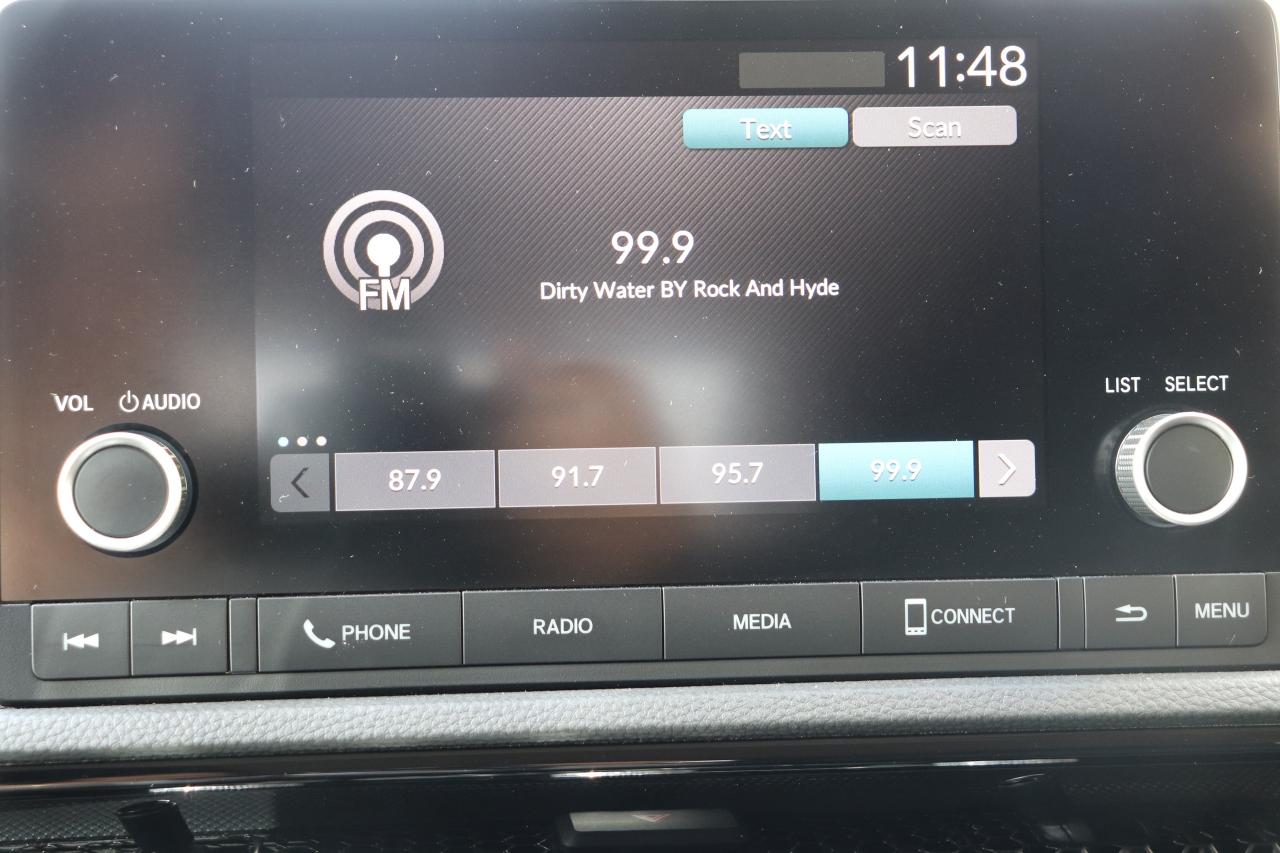 11:48
Text Scan
99.9
Dirty Water BY Rock And Hyde
FM
VOL AUDIO
LIST SELECT
87.9 91.7 95.7 99.9
PHONE RADIO MEDIA CONNECT MENU